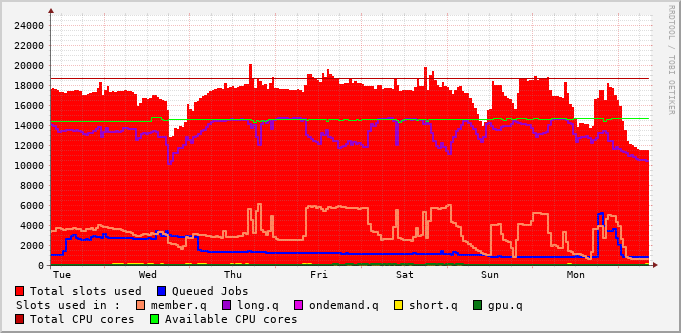 RRDTOOL / TOBI OETIKER
24000
22000
20000
18000
16000
14000
12000
10000
8000
6000
4000
2000
0
Tue Wed Thu Fri Sat Sun Mon
Total slots used Queued Jobs
Slots used in : member.q long.q ondemand.q short.q gpu.q
Total CPU cores Available CPU cores